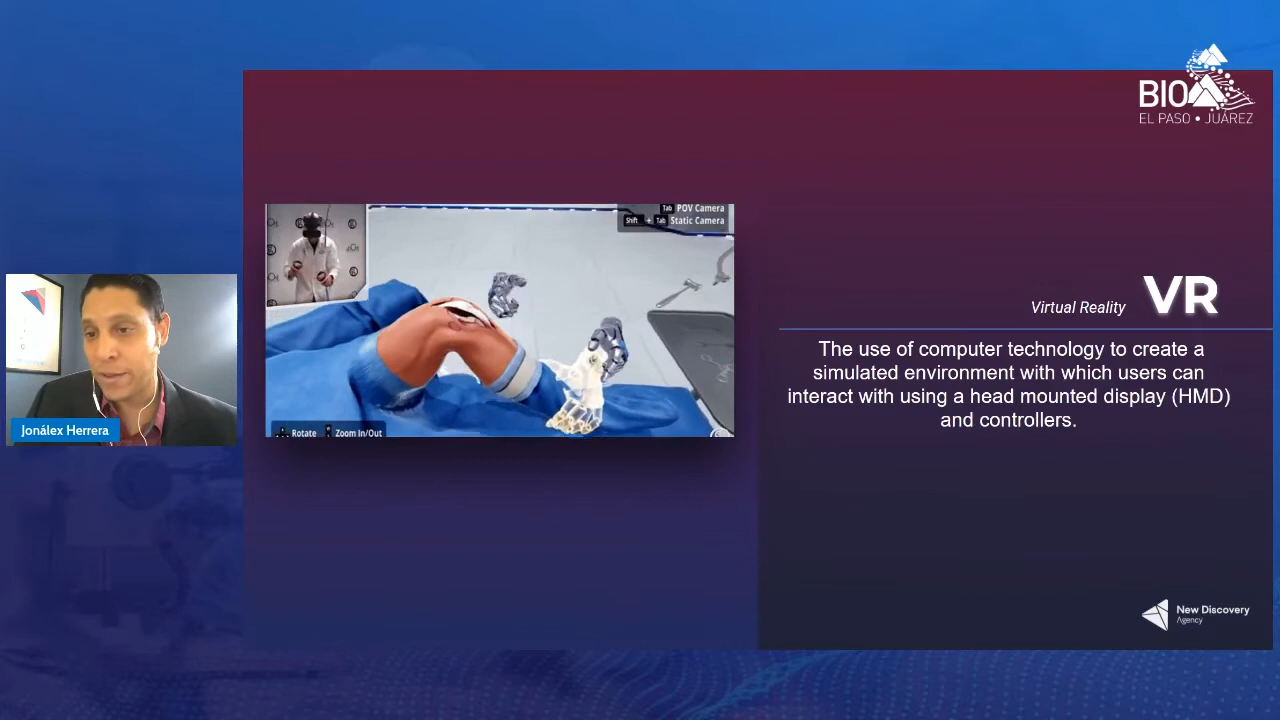 BIO
EL PASO • JUÁREZ
Tab POV Camera
Shift + Tab Static Camera
Virtual Reality VR
The use of computer technology to create a
simulated environment with which users can
interact with using a head mounted display (HMD)
and controllers.
Jonálex Herrera
Rotate Zoom In/Out
New Discovery
Agency